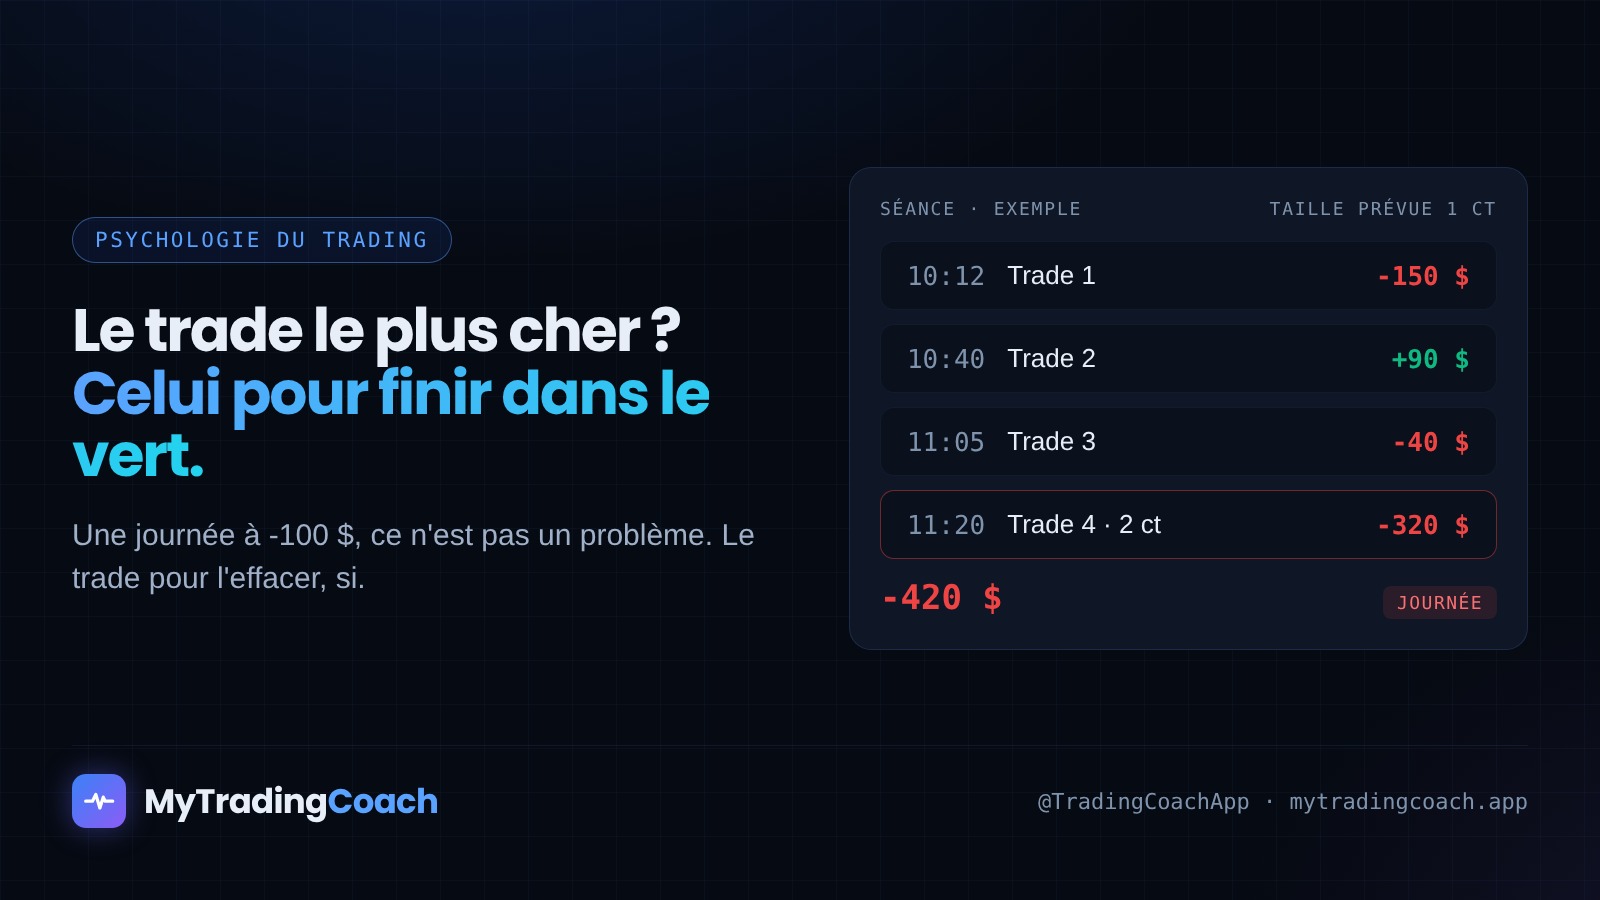 PSYCHOLOGIE DU TRADING
Le trade le plus cher ?
Celui pour finir dans le
vert.
Une journée à -100 $, ce n'est pas un problème. Le
trade pour l'effacer, si.
SÉANCE · EXEMPLE TAILLE PRÉVUE 1 CT
10:12 Trade 1 -150 $
10:40 Trade 2 +90 $
11:05 Trade 3 -40 $
11:20 Trade 4 · 2 ct -320 $
-420 $ JOURNÉE
MyTradingCoach
@TradingCoachApp · mytradingcoach.app